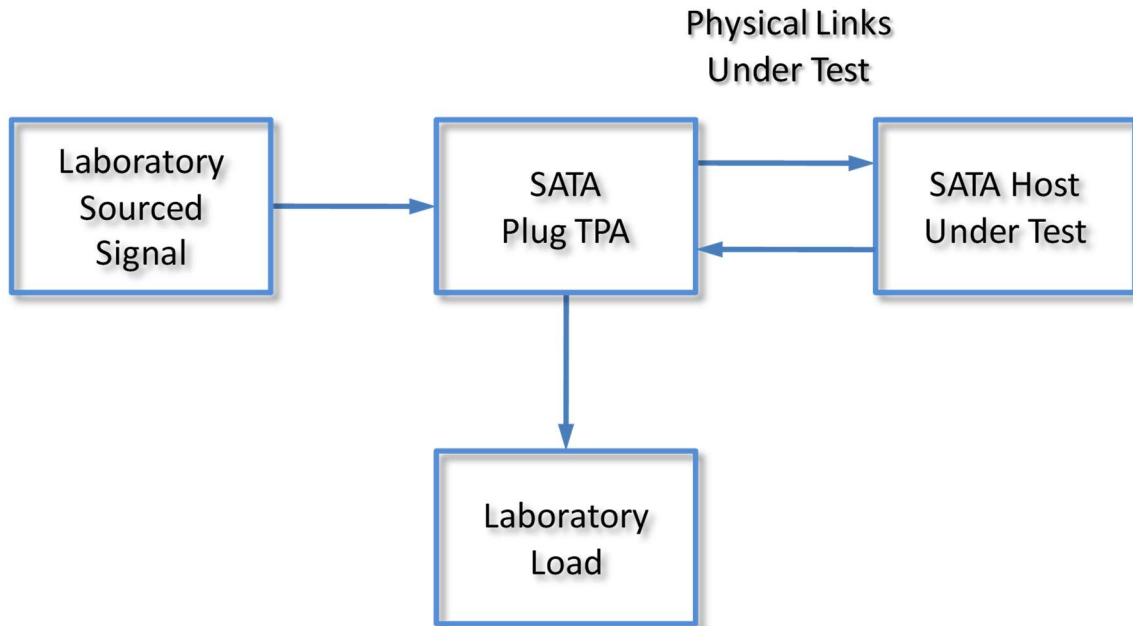 Physical Links
Under Test
Laboratory
Sourced
Signal
SATA
Plug TPA
SATA Host
Under Test
Laboratory
Load